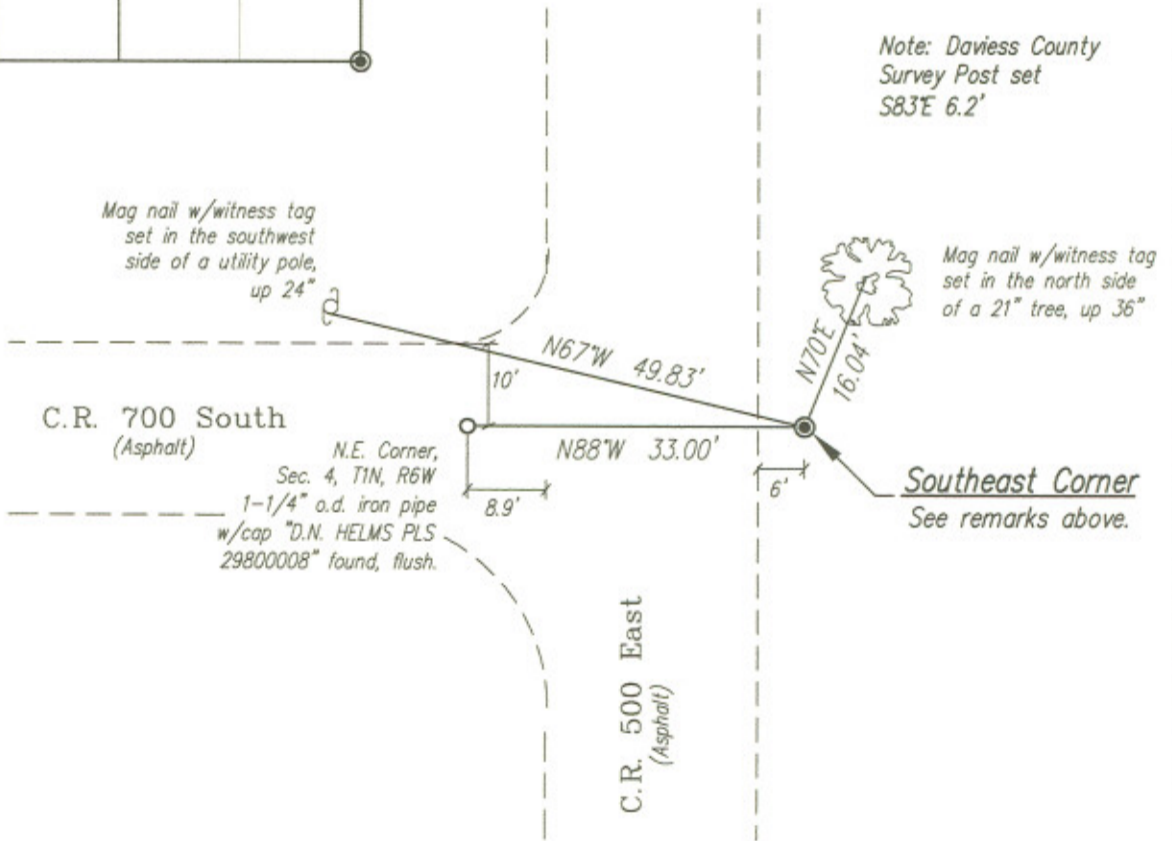 Note: Daviess County
Survey Post set
S83°E 6.2'
Mag nail w/witness tag
set in the southwest
side of a utility pole,
up 24"
Mag nail w/witness tag
set in the north side
of a 21" tree, up 36"
N67°W 49.83'
N70°E
16.04'
10'
C.R. 700 South
(Asphalt)
N88°W 33.00'
N.E. Corner,
Sec. 4, T1N, R6W
1-1/4" o.d. iron pipe
w/cap "D.N. HELMS PLS
29800008" found, flush.
8.9'
6'
Southeast Corner
See remarks above.
C.R. 500 East
(Asphalt)